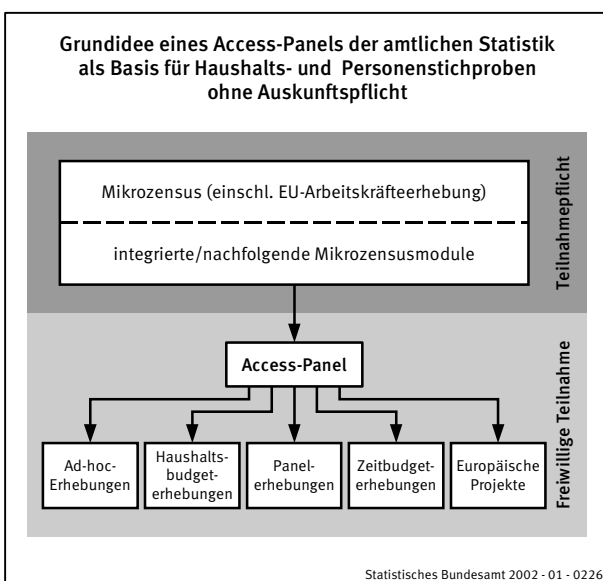 Grundidee eines Access-Panels der amtlichen Statistik
als Basis für Haushalts- und Personenstichproben
ohne Auskunftspflicht
Mikrozensus (einschl. EU-Arbeitskräfteerhebung)
integrierte/nachfolgende Mikrozensusmodule
Teilnahmepflicht
Access-Panel
Ad-hoc-
Erhebungen
Haushalts-
budget-
erhebungen
Panel-
erhebungen
Zeitbudget-
erhebungen
Europäische
Projekte
Freiwillige Teilnahme
Statistisches Bundesamt 2002 - 01 - 0226